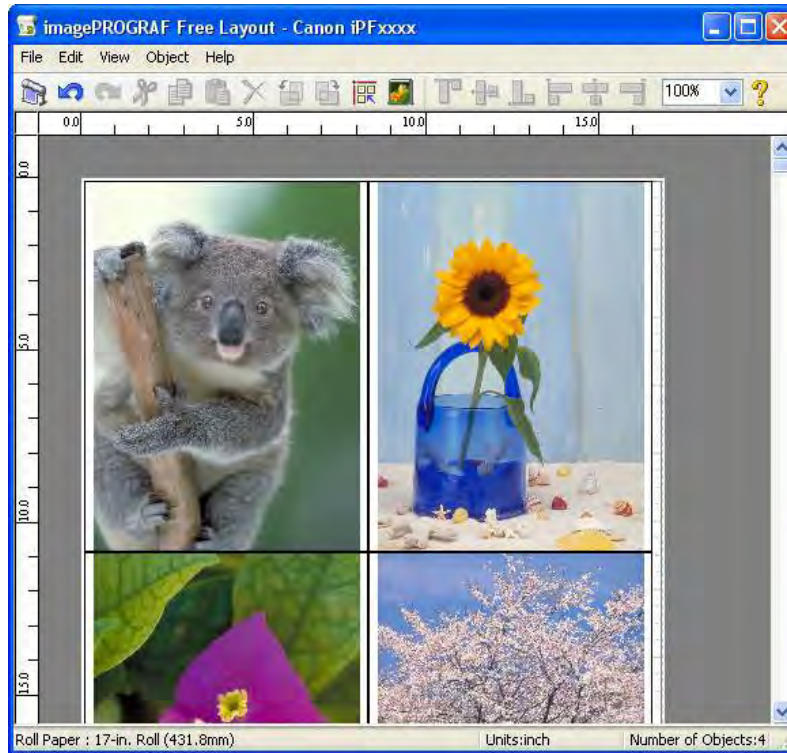 imagePROGRAF Free Layout - Canon iPFxxxx
File Edit View Object Help
100%
0.0 5.0 10.0 15.0
0.0
5.0
10.0
15.0
Roll Paper : 17-in. Roll (431.8mm) Units:inch Number of Objects:4